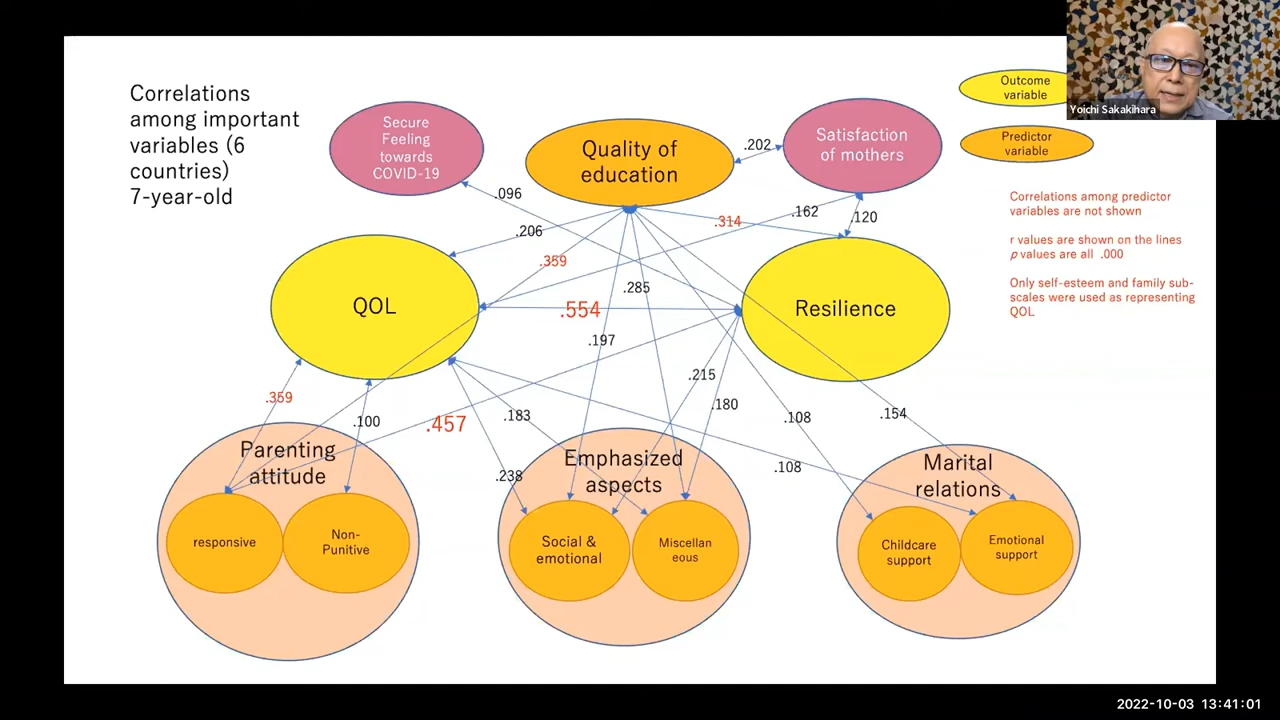 Correlations
among important
variables (6
countries)
7-year-old
Secure
Feeling
towards
COVID-19
Quality of
education
Satisfaction
of mothers
Outcome
variable
Predictor
variable
Yoichi Sakakihara
Correlations among predictor
variables are not shown
r values are shown on the lines
p values are all .000
Only self-esteem and family sub-
scales were used as representing
QOL
.202
.096
.162
.120
.314
.206
.359
.285
QOL
.554
Resilience
.197
.215
.180
.359
.100
.457
.183
.108
.154
.238
.108
Parenting
attitude
responsive
Non-
Punitive
Emphasized
aspects
Social &
emotional
Miscellan
eous
Marital
relations
Childcare
support
Emotional
support
2022-10-03 13:41:01